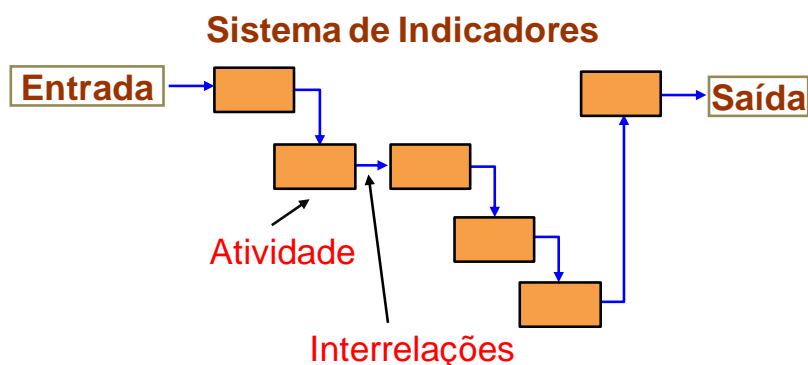 Sistema de Indicadores
Entrada
Saída
Atividade
Interrelações